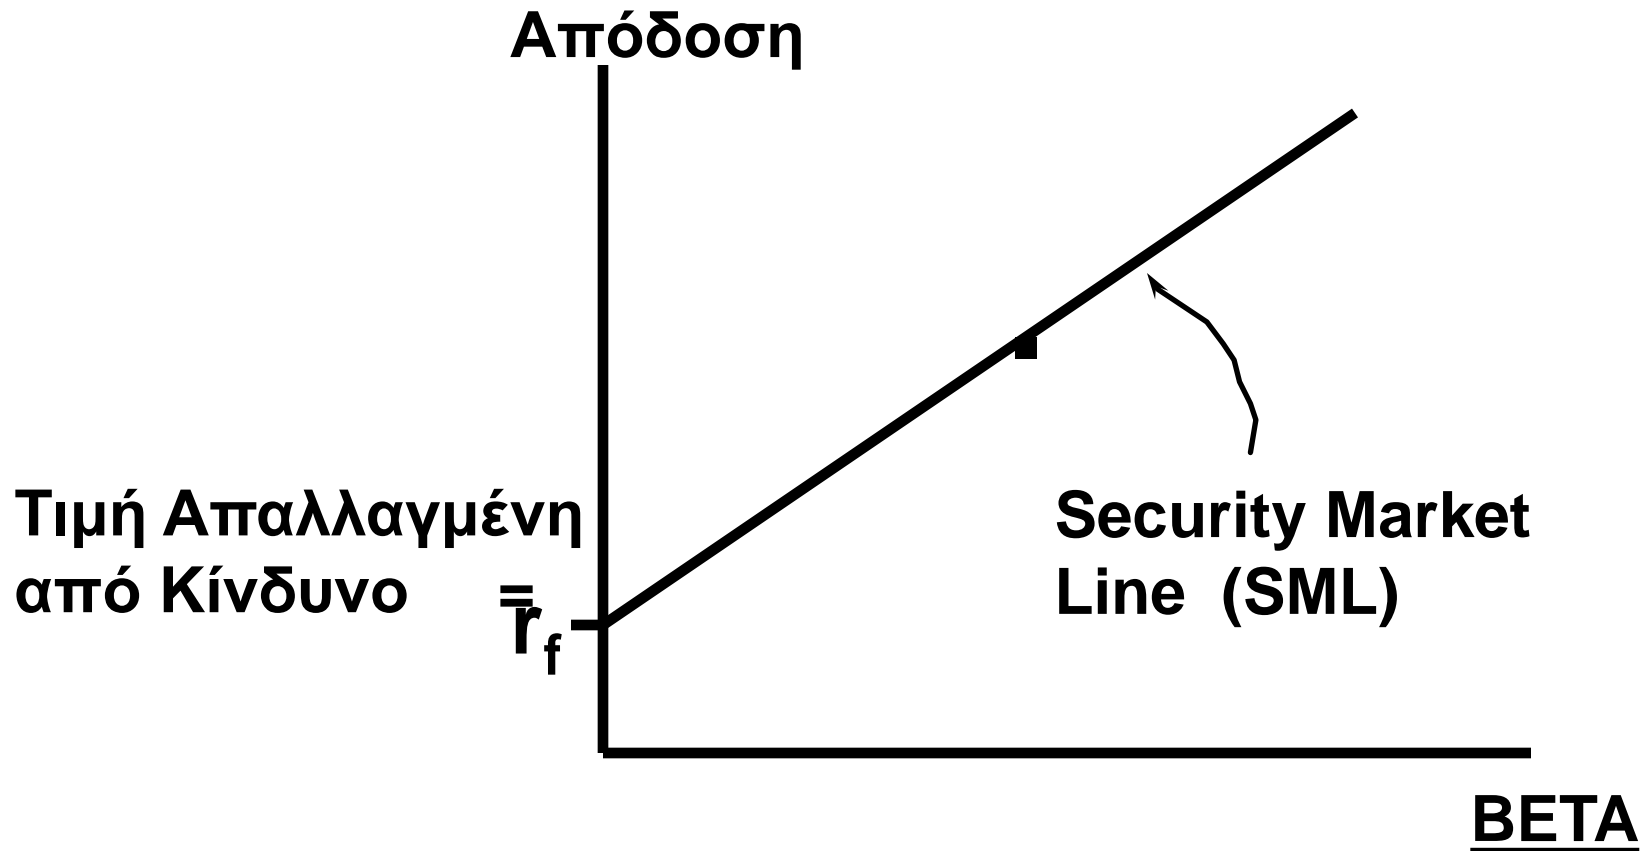 Απόδοση
Τιμή Απαλλαγμένη
από Κίνδυνο
= r̄f
Security Market
Line (SML)
BETA